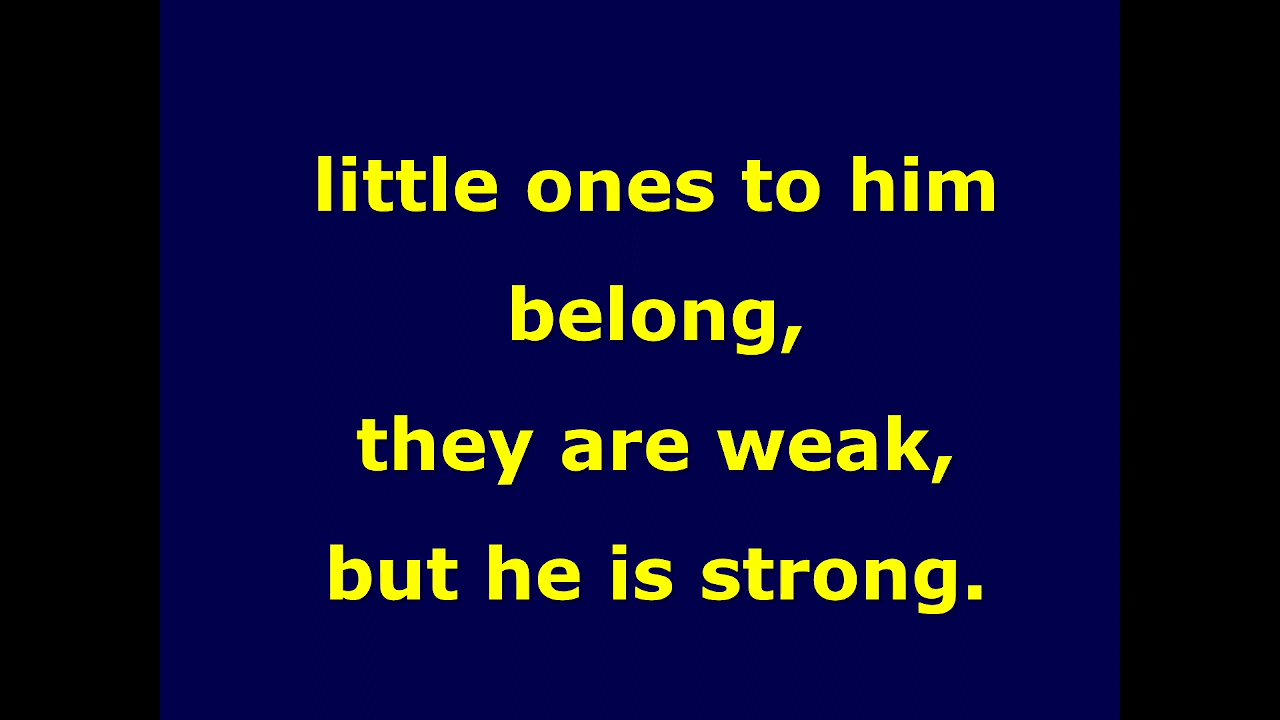 little ones to him
belong,
they are weak,
but he is strong.